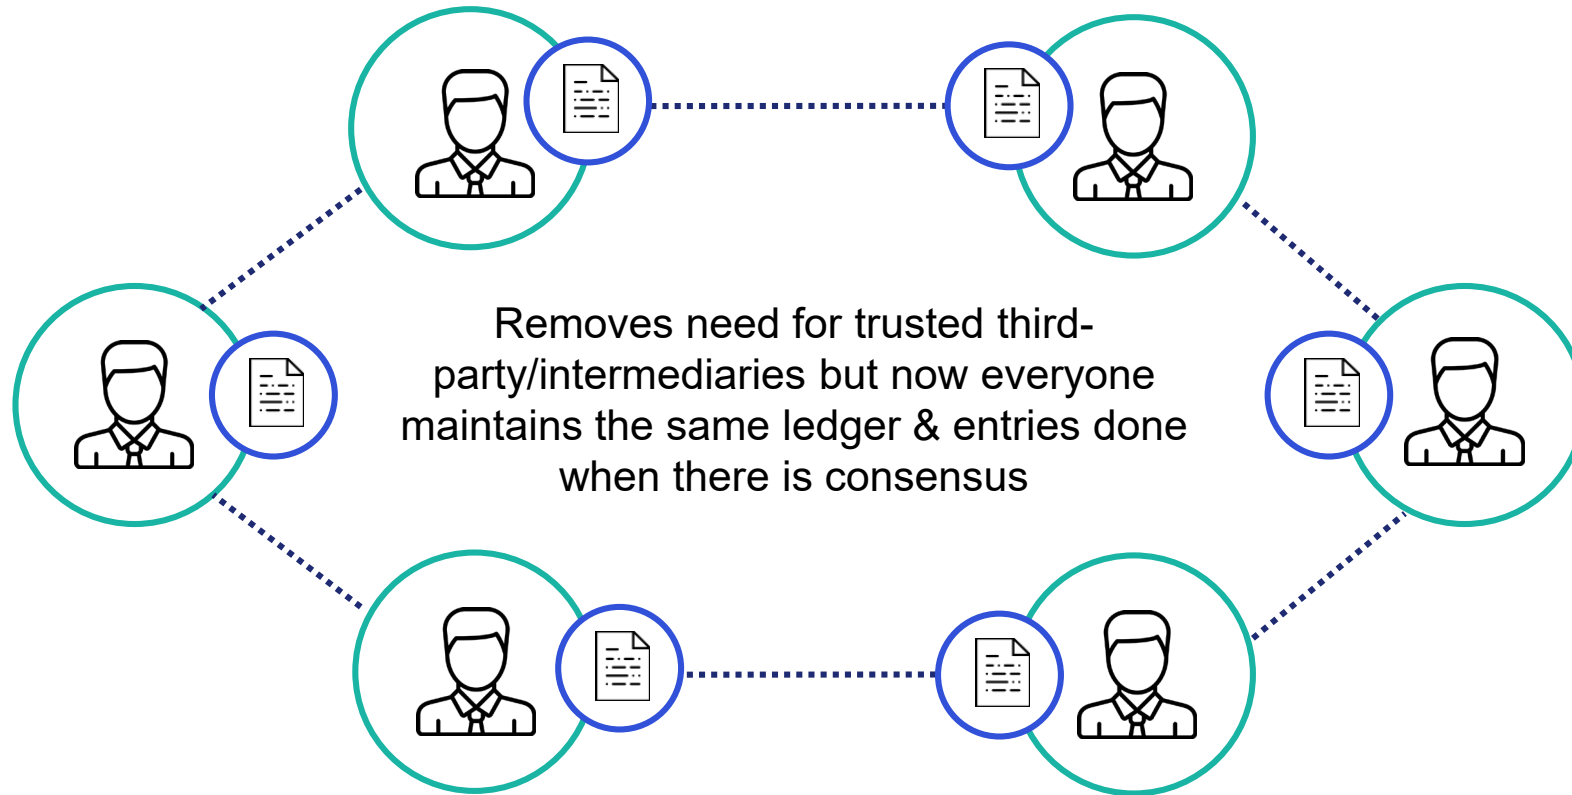 Removes need for trusted third-
party/intermediaries but now everyone
maintains the same ledger & entries done
when there is consensus